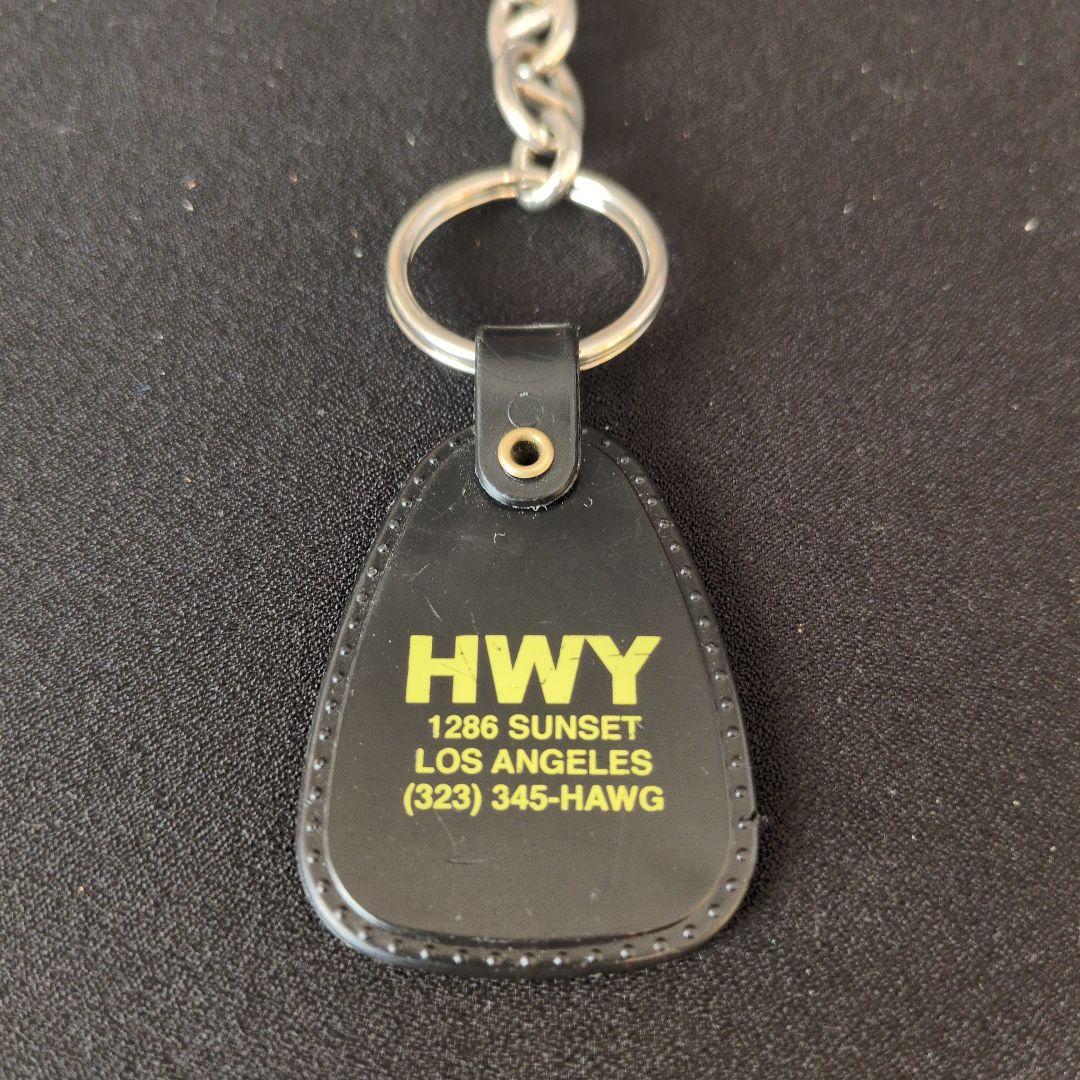 HWY
1286 SUNSET
LOS ANGELES
(323) 345-HAWG